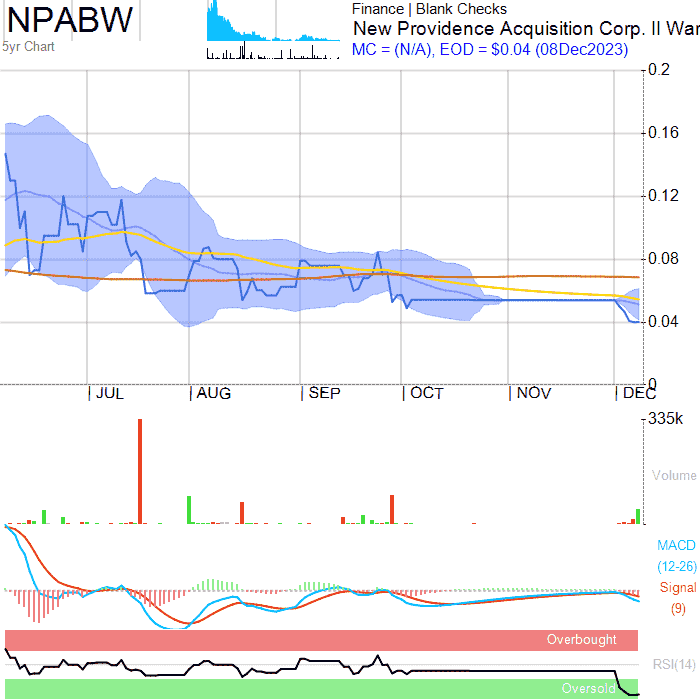 NPABW
5yr Chart
Finance | Blank Checks
New Providence Acquisition Corp. II War
MC = (N/A), EOD = $0.04 (08Dec2023)
0.2
0.16
0.12
0.08
0.04
0
JUL
AUG
SEP
OCT
NOV
DEC
335k
Volume
MACD
(12-26)
Signal
(9)
Overbought
RSI(14)
Oversold